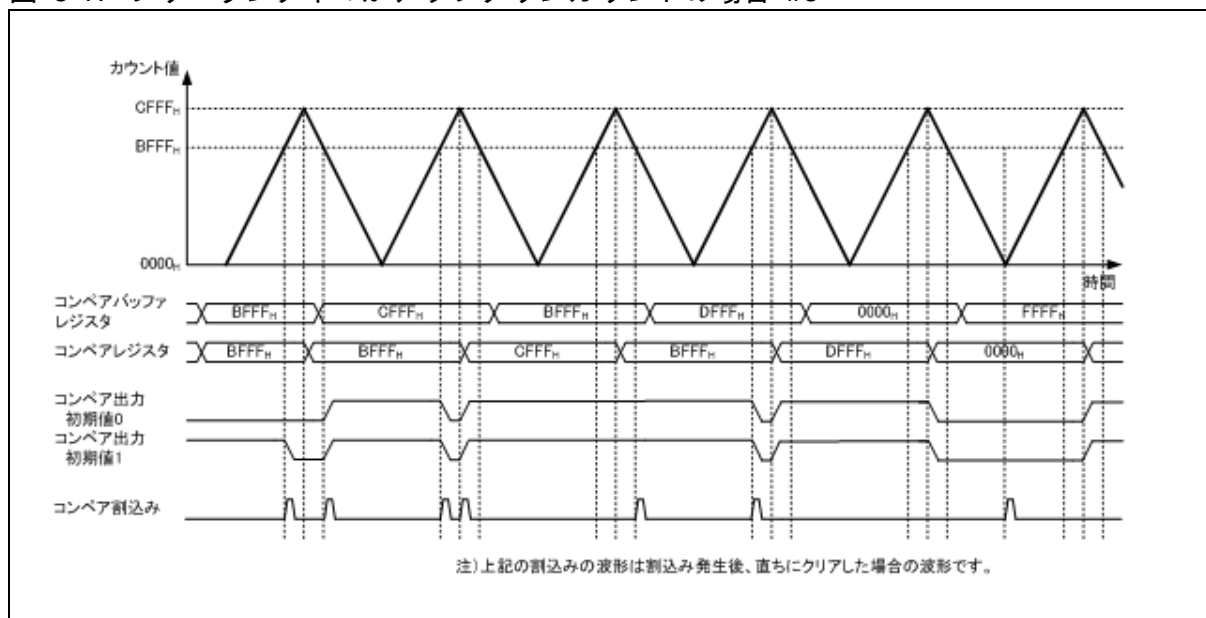 カウント値
CFFFH
BFFFH
0000H
時間
コンペアバッファ
レジスタ
BFFFH CFFFH BFFFH DFFFH 0000H FFFFH
コンペアレジスタ
BFFFH BFFFH CFFFH BFFFH DFFFH 0000H
コンペア出力
初期値0
コンペア出力
初期値1
コンペア割込み
注)上記の割込みの波形は割込み発生後、直ちにクリアした場合の波形です。